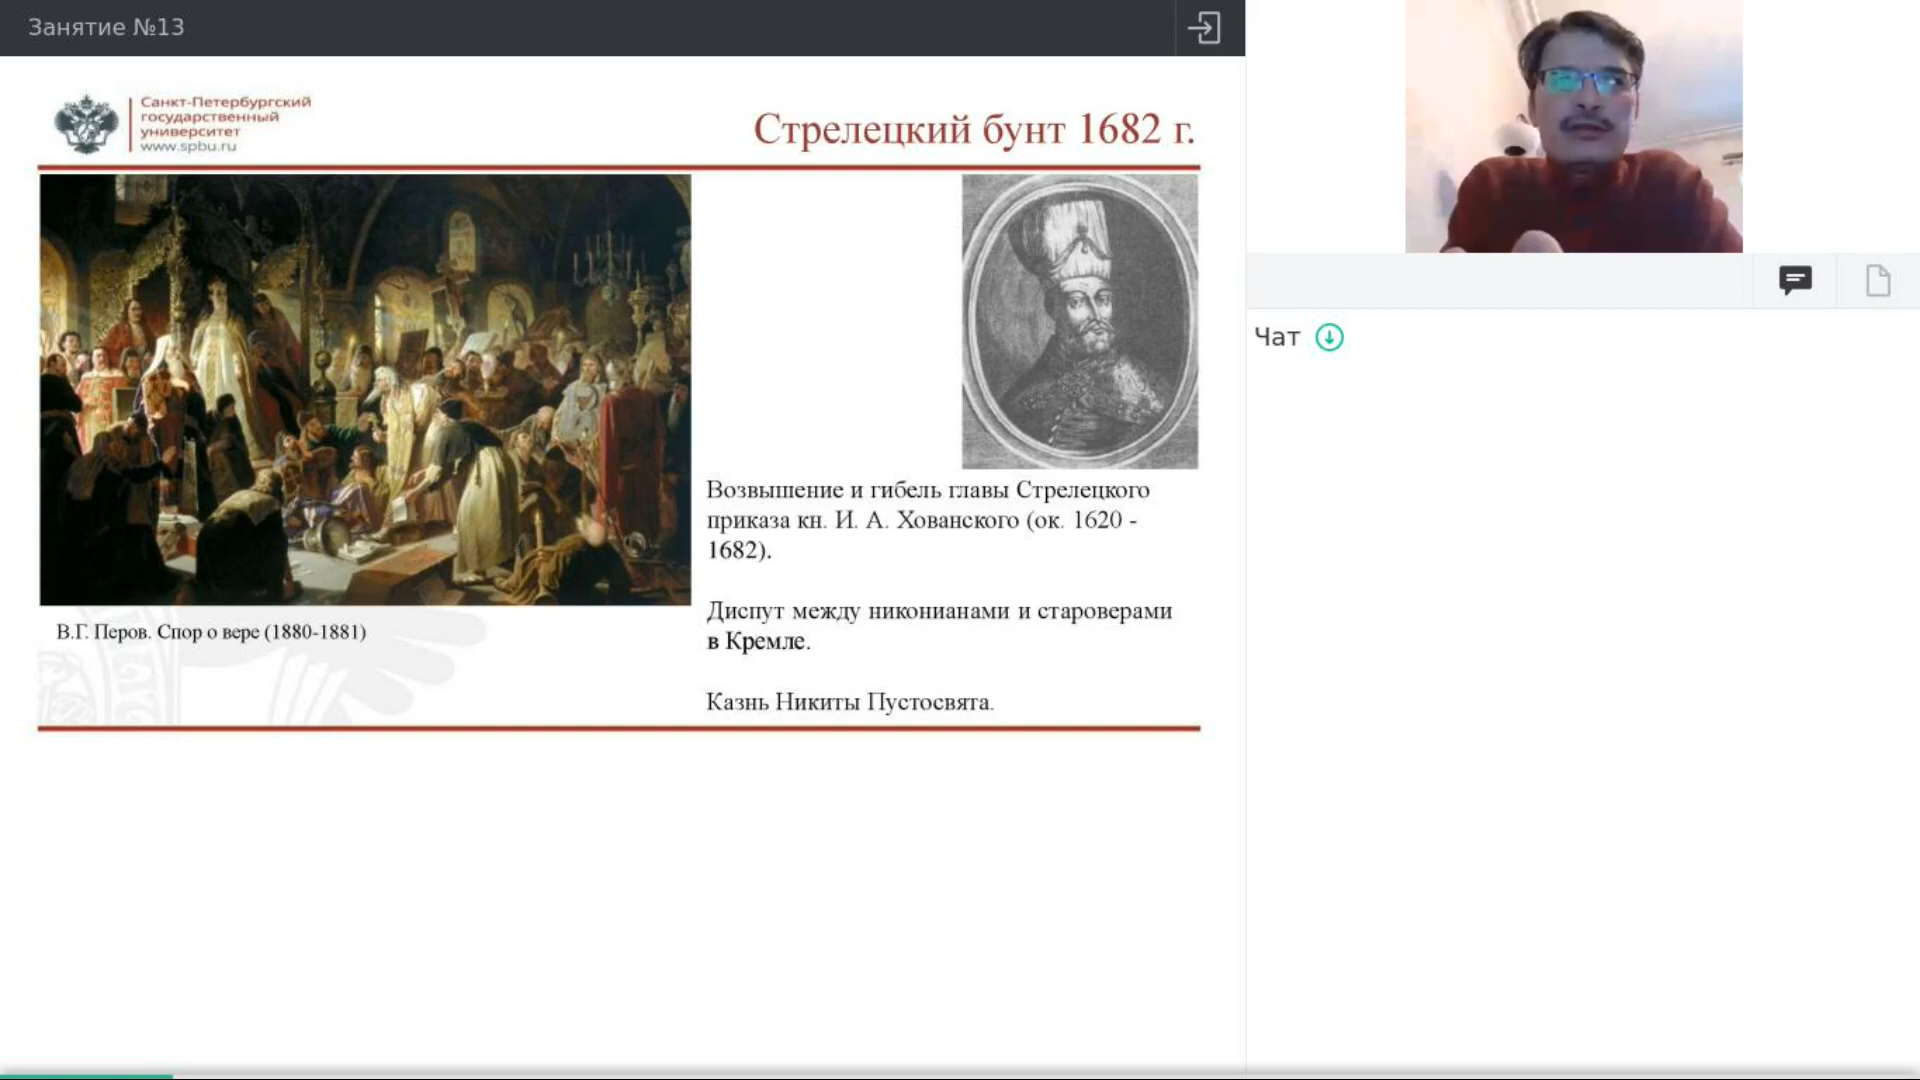 Занятие №13
Санкт-Петербургский
государственный
университет
www.spbu.ru
Стрелецкий бунт 1682 г.
Возвышение и гибель главы Стрелецкого
приказа кн. И. А. Хованского (ок. 1620 -
1682).
Диспут между никонианами и староверами
в Кремле.
Казнь Никиты Пустосвята.
В.Г. Перов. Спор о вере (1880-1881)
Чат